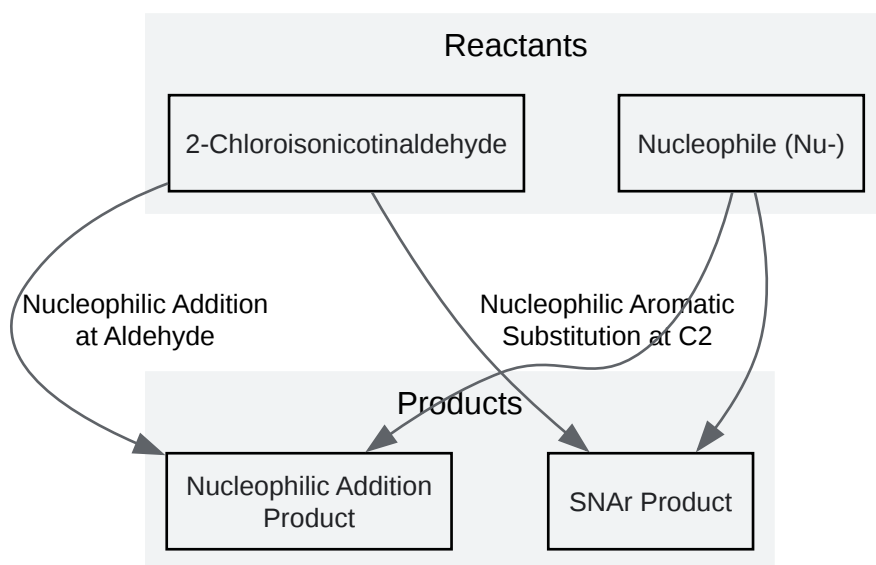 Reactants
2-Chloroisonicotinaldehyde
Nucleophile (Nu-)
Nucleophilic Addition
at Aldehyde
Nucleophilic Aromatic
Substitution at C2
Products
Nucleophilic Addition
Product
SNAr Product